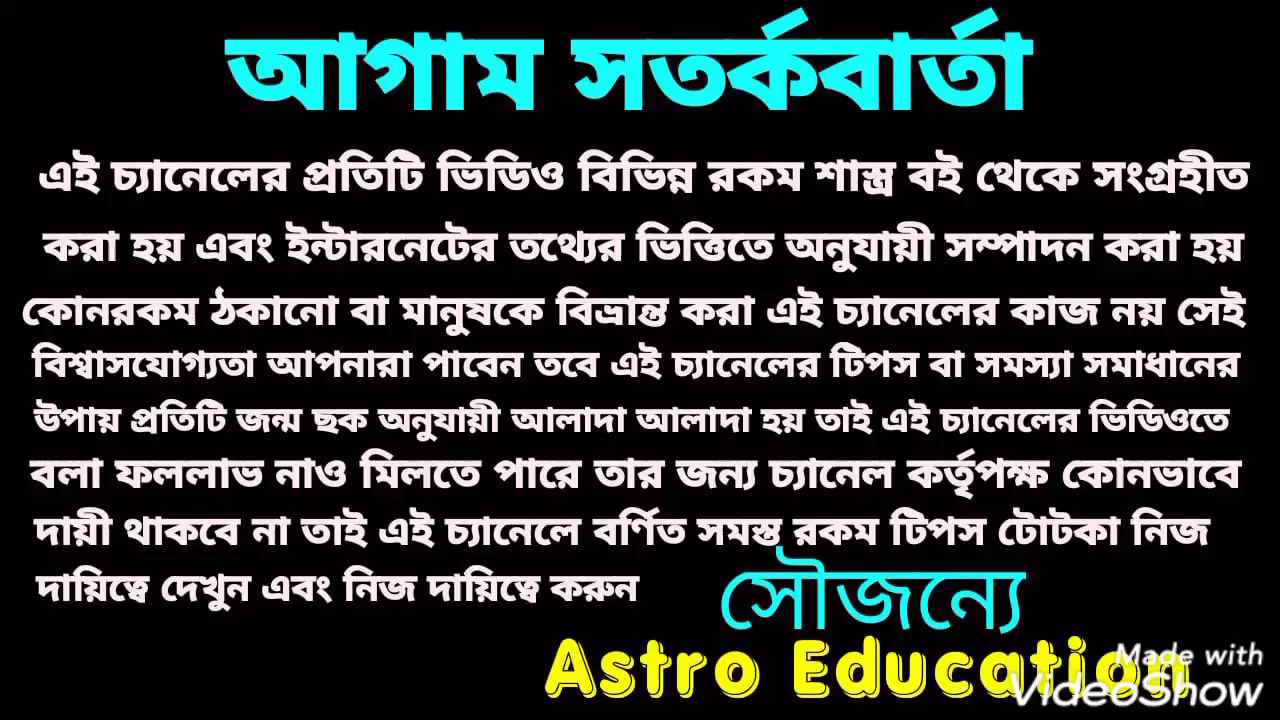 আগাম সতর্কবার্তা
এই চ্যানেলের প্রতিটি ভিডিও বিভিন্ন রকম শাস্ত্র বই থেকে সংগ্রহীত
করা হয় এবং ইন্টারনেটের তথ্যের ভিত্তিতে অনুযায়ী সম্পাদন করা হয়
কোনরকম ঠকানো বা মানুষকে বিভ্রান্ত করা এই চ্যানেলের কাজ নয় সেই
বিশ্বাসযোগ্যতা আপনারা পাবেন তবে এই চ্যানেলের টিপস বা সমস্যা সমাধানের
উপায় প্রতিটি জন্ম ছক অনুযায়ী আলাদা আলাদা হয় তাই এই চ্যানেলের ভিডিওতে
বলা ফললাভ নাও মিলতে পারে তার জন্য চ্যানেল কর্তৃপক্ষ কোনভাবে
দায়ী থাকবে না তাই এই চ্যানেলে বর্ণিত সমস্ত রকম টিপস টোটকা নিজ
দায়িত্বে দেখুন এবং নিজ দায়িত্বে করুন
সৌজন্যে
Astro Education
Made with
VideoShow